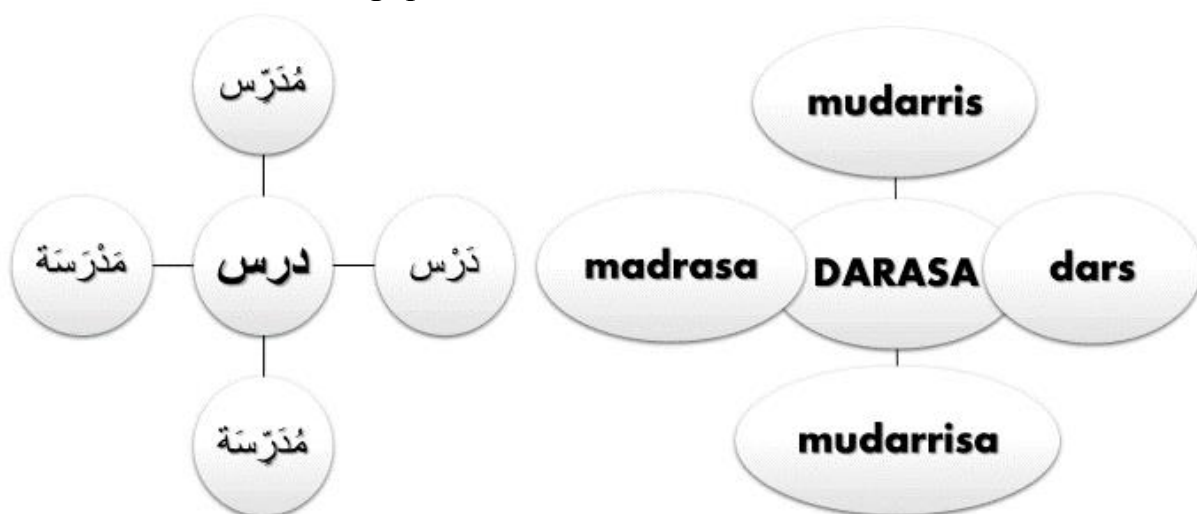 مُدَرِّس
مَدْرَسَة درس دَرْس
مُدَرِّسَة
mudarris
madrasa DARASA dars
mudarrisa